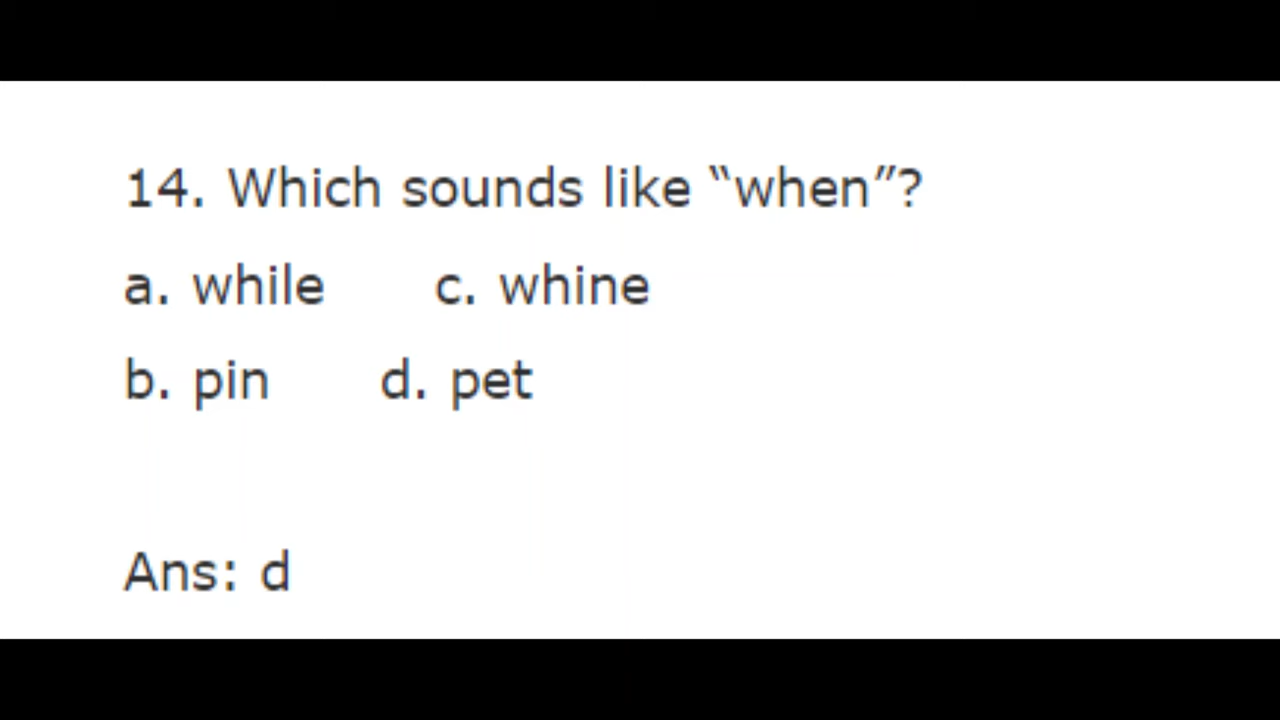 14. Which sounds like “when”?
a. while c. whine
b. pin d. pet
Ans: d